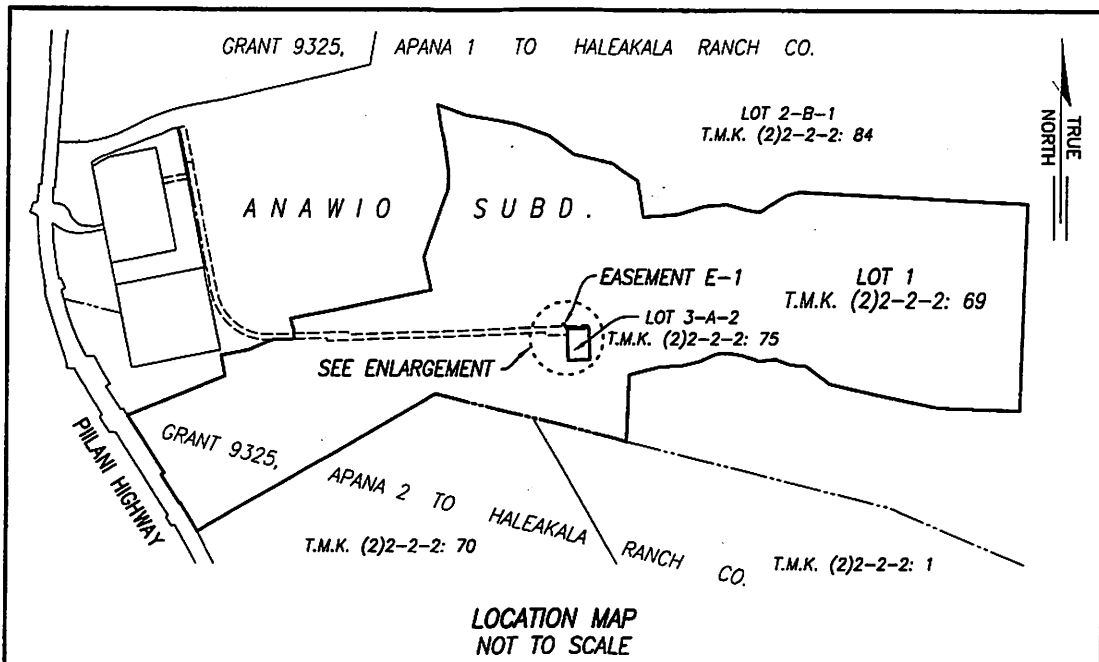 GRANT 9325, APANA 1 TO HALEAKALA RANCH CO.
LOT 2-B-1
T.M.K. (2)2-2-2: 84
TRUE
NORTH
ANAWIO SUBD.
EASEMENT E-1
LOT 1
T.M.K. (2)2-2-2: 69
LOT 3-A-2
T.M.K. (2)2-2-2: 75
SEE ENLARGEMENT
PIILANI HIGHWAY
GRANT 9325, APANA 2 TO HALEAKALA RANCH CO.
T.M.K. (2)2-2-2: 70
T.M.K. (2)2-2-2: 1
LOCATION MAP
NOT TO SCALE